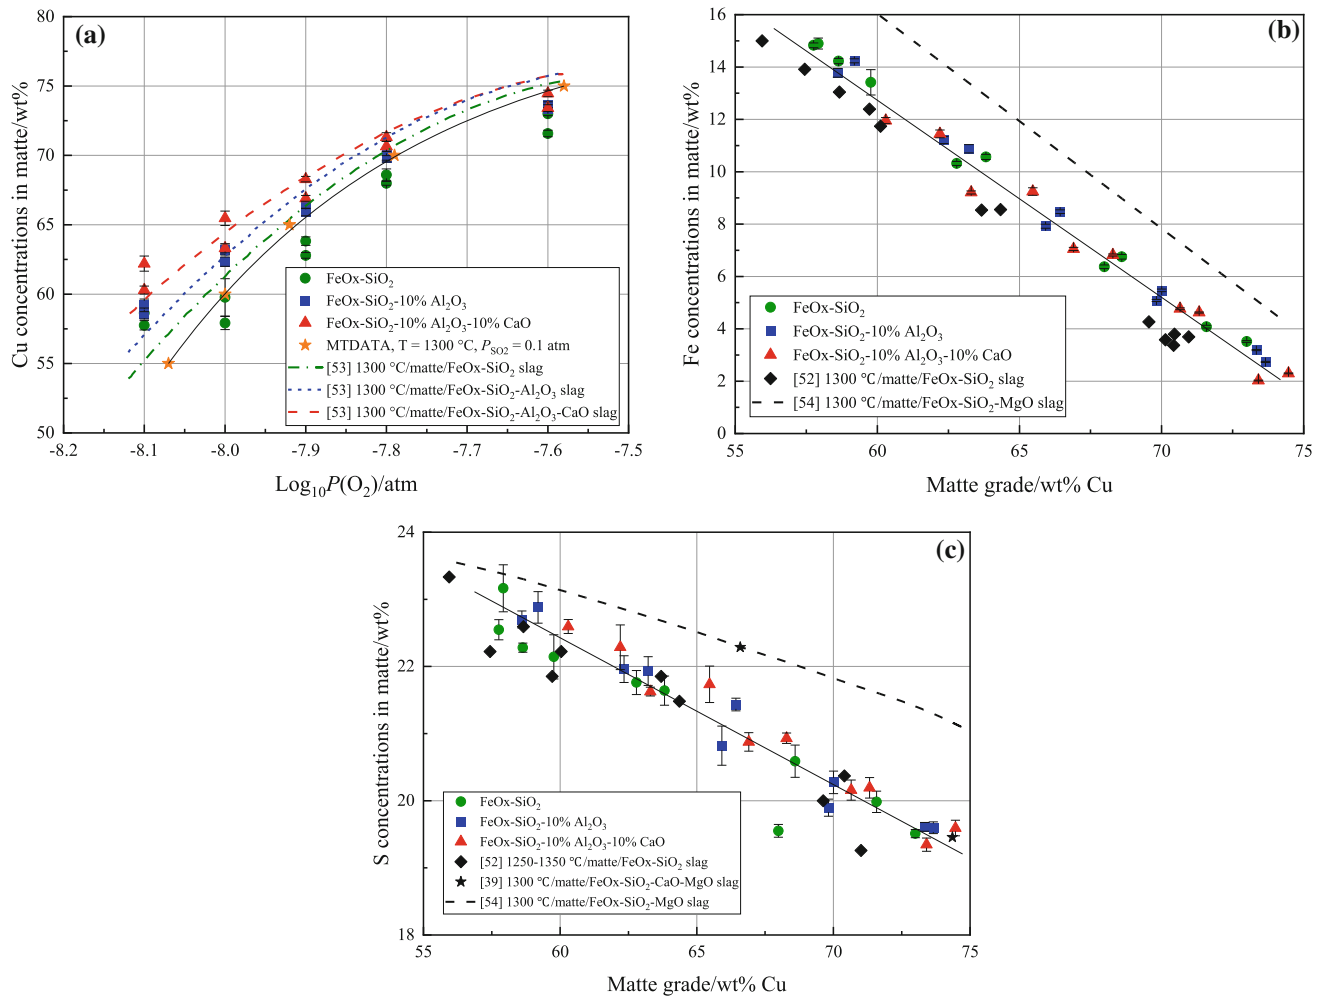 (a)
Cu concentrations in matte/wt%
80
75
70
65
60
55
50
-8.2 -8.1 -8.0 -7.9 -7.8 -7.7 -7.6 -7.5
Log₁₀P(O₂)/atm
FeOx-SiO₂
FeOx-SiO₂-10% Al₂O₃
FeOx-SiO₂-10% Al₂O₃-10% CaO
MTDATA, T = 1300 °C, P_SO2 = 0.1 atm
[53] 1300 °C/matte/FeOx-SiO₂ slag
[53] 1300 °C/matte/FeOx-SiO₂-Al₂O₃ slag
[53] 1300 °C/matte/FeOx-SiO₂-Al₂O₃-CaO slag
(b)
Fe concentrations in matte/wt%
16
14
12
10
8
6
4
2
0
55 60 65 70 75
Matte grade/wt% Cu
FeOx-SiO₂
FeOx-SiO₂-10% Al₂O₃
FeOx-SiO₂-10% Al₂O₃-10% CaO
[52] 1300 °C/matte/FeOx-SiO₂ slag
[54] 1300 °C/matte/FeOx-SiO₂-MgO slag
(c)
S concentrations in matte/wt%
24
22
20
18
55 60 65 70 75
Matte grade/wt% Cu
FeOx-SiO₂
FeOx-SiO₂-10% Al₂O₃
FeOx-SiO₂-10% Al₂O₃-10% CaO
[52] 1250-1350 °C/matte/FeOx-SiO₂ slag
[39] 1300 °C/matte/FeOx-SiO₂-CaO-MgO slag
[54] 1300 °C/matte/FeOx-SiO₂-MgO slag